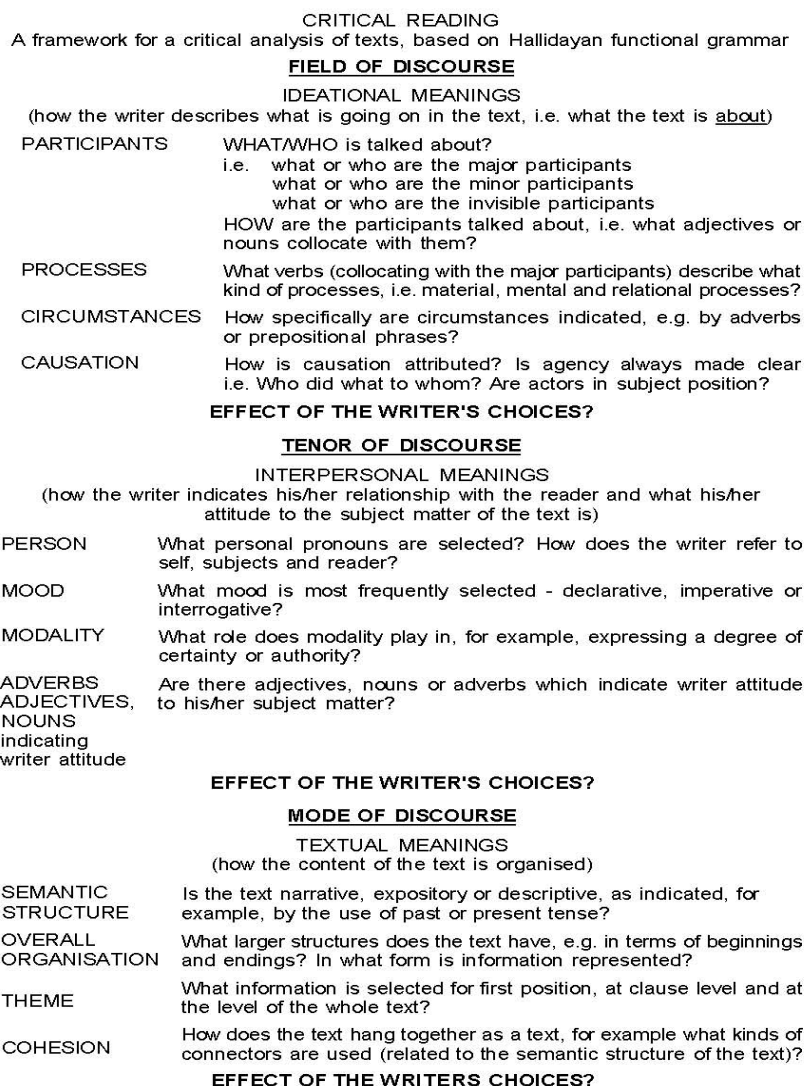 CRITICAL READING
A framework for a critical analysis of texts, based on Hallidayan functional grammar
FIELD OF DISCOURSE
IDEATIONAL MEANINGS
(how the writer describes what is going on in the text, i.e. what the text is about)
PARTICIPANTS WHAT/WHO is talked about?
i.e. what or who are the major participants
what or who are the minor participants
what or who are the invisible participants
HOW are the participants talked about, i.e. what adjectives or
nouns collocate with them?
PROCESSES What verbs (collocating with the major participants) describe what
kind of processes, i.e. material, mental and relational processes?
CIRCUMSTANCES How specifically are circumstances indicated, e.g. by adverbs
or prepositional phrases?
CAUSATION How is causation attributed? Is agency always made clear
i.e. Who did what to whom? Are actors in subject position?
EFFECT OF THE WRITER'S CHOICES?
TENOR OF DISCOURSE
INTERPERSONAL MEANINGS
(how the writer indicates his/her relationship with the reader and what his/her
attitude to the subject matter of the text is)
PERSON What personal pronouns are selected? How does the writer refer to
self, subjects and reader?
MOOD What mood is most frequently selected - declarative, imperative or
interrogative?
MODALITY What role does modality play in, for example, expressing a degree of
certainty or authority?
ADVERBS Are there adjectives, nouns or adverbs which indicate writer attitude
ADJECTIVES, to his/her subject matter?
NOUNS
indicating
writer attitude
EFFECT OF THE WRITER'S CHOICES?
MODE OF DISCOURSE
TEXTUAL MEANINGS
(how the content of the text is organised)
SEMANTIC Is the text narrative, expository or descriptive, as indicated, for
STRUCTURE example, by the use of past or present tense?
OVERALL What larger structures does the text have, e.g. in terms of beginnings
ORGANISATION and endings? In what form is information represented?
THEME What information is selected for first position, at clause level and at
the level of the whole text?
COHESION How does the text hang together as a text, for example what kinds of
connectors are used (related to the semantic structure of the text)?
EFFECT OF THE WRITERS CHOICES?